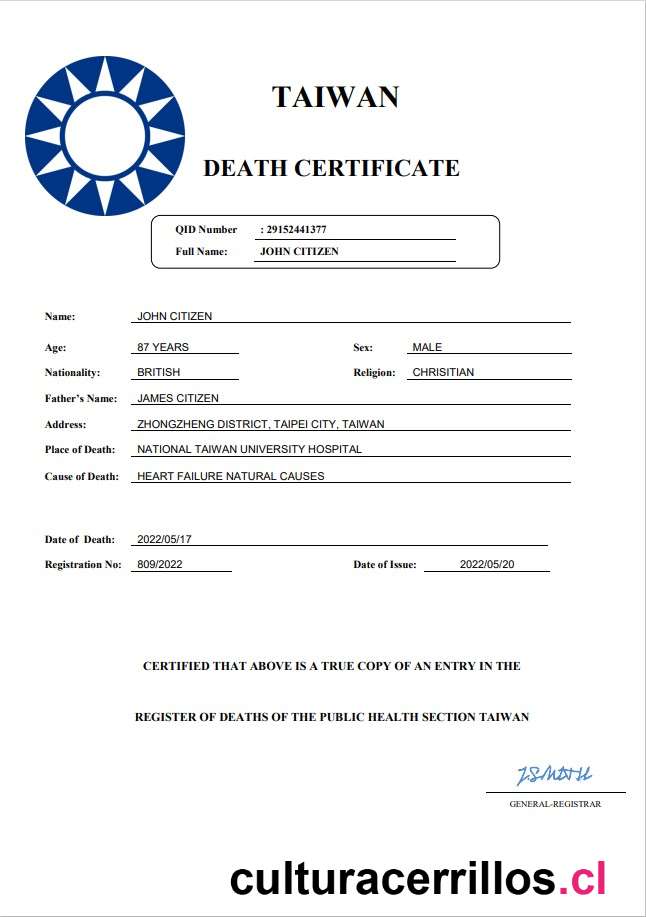 TAIWAN
DEATH CERTIFICATE
QID Number : 29152441377
Full Name: JOHN CITIZEN
Name: JOHN CITIZEN
Age: 87 YEARS Sex: MALE
Nationality: BRITISH Religion: CHRISITIAN
Father's Name: JAMES CITIZEN
Address: ZHONGZHENG DISTRICT, TAIPEI CITY, TAIWAN
Place of Death: NATIONAL TAIWAN UNIVERSITY HOSPITAL
Cause of Death: HEART FAILURE NATURAL CAUSES
Date of Death: 2022/05/17
Registration No: 809/2022 Date of Issue: 2022/05/20
CERTIFIED THAT ABOVE IS A TRUE COPY OF AN ENTRY IN THE
REGISTER OF DEATHS OF THE PUBLIC HEALTH SECTION TAIWAN
J.SMITH
GENERAL-REGISTRAR
culturacerrillos.cl